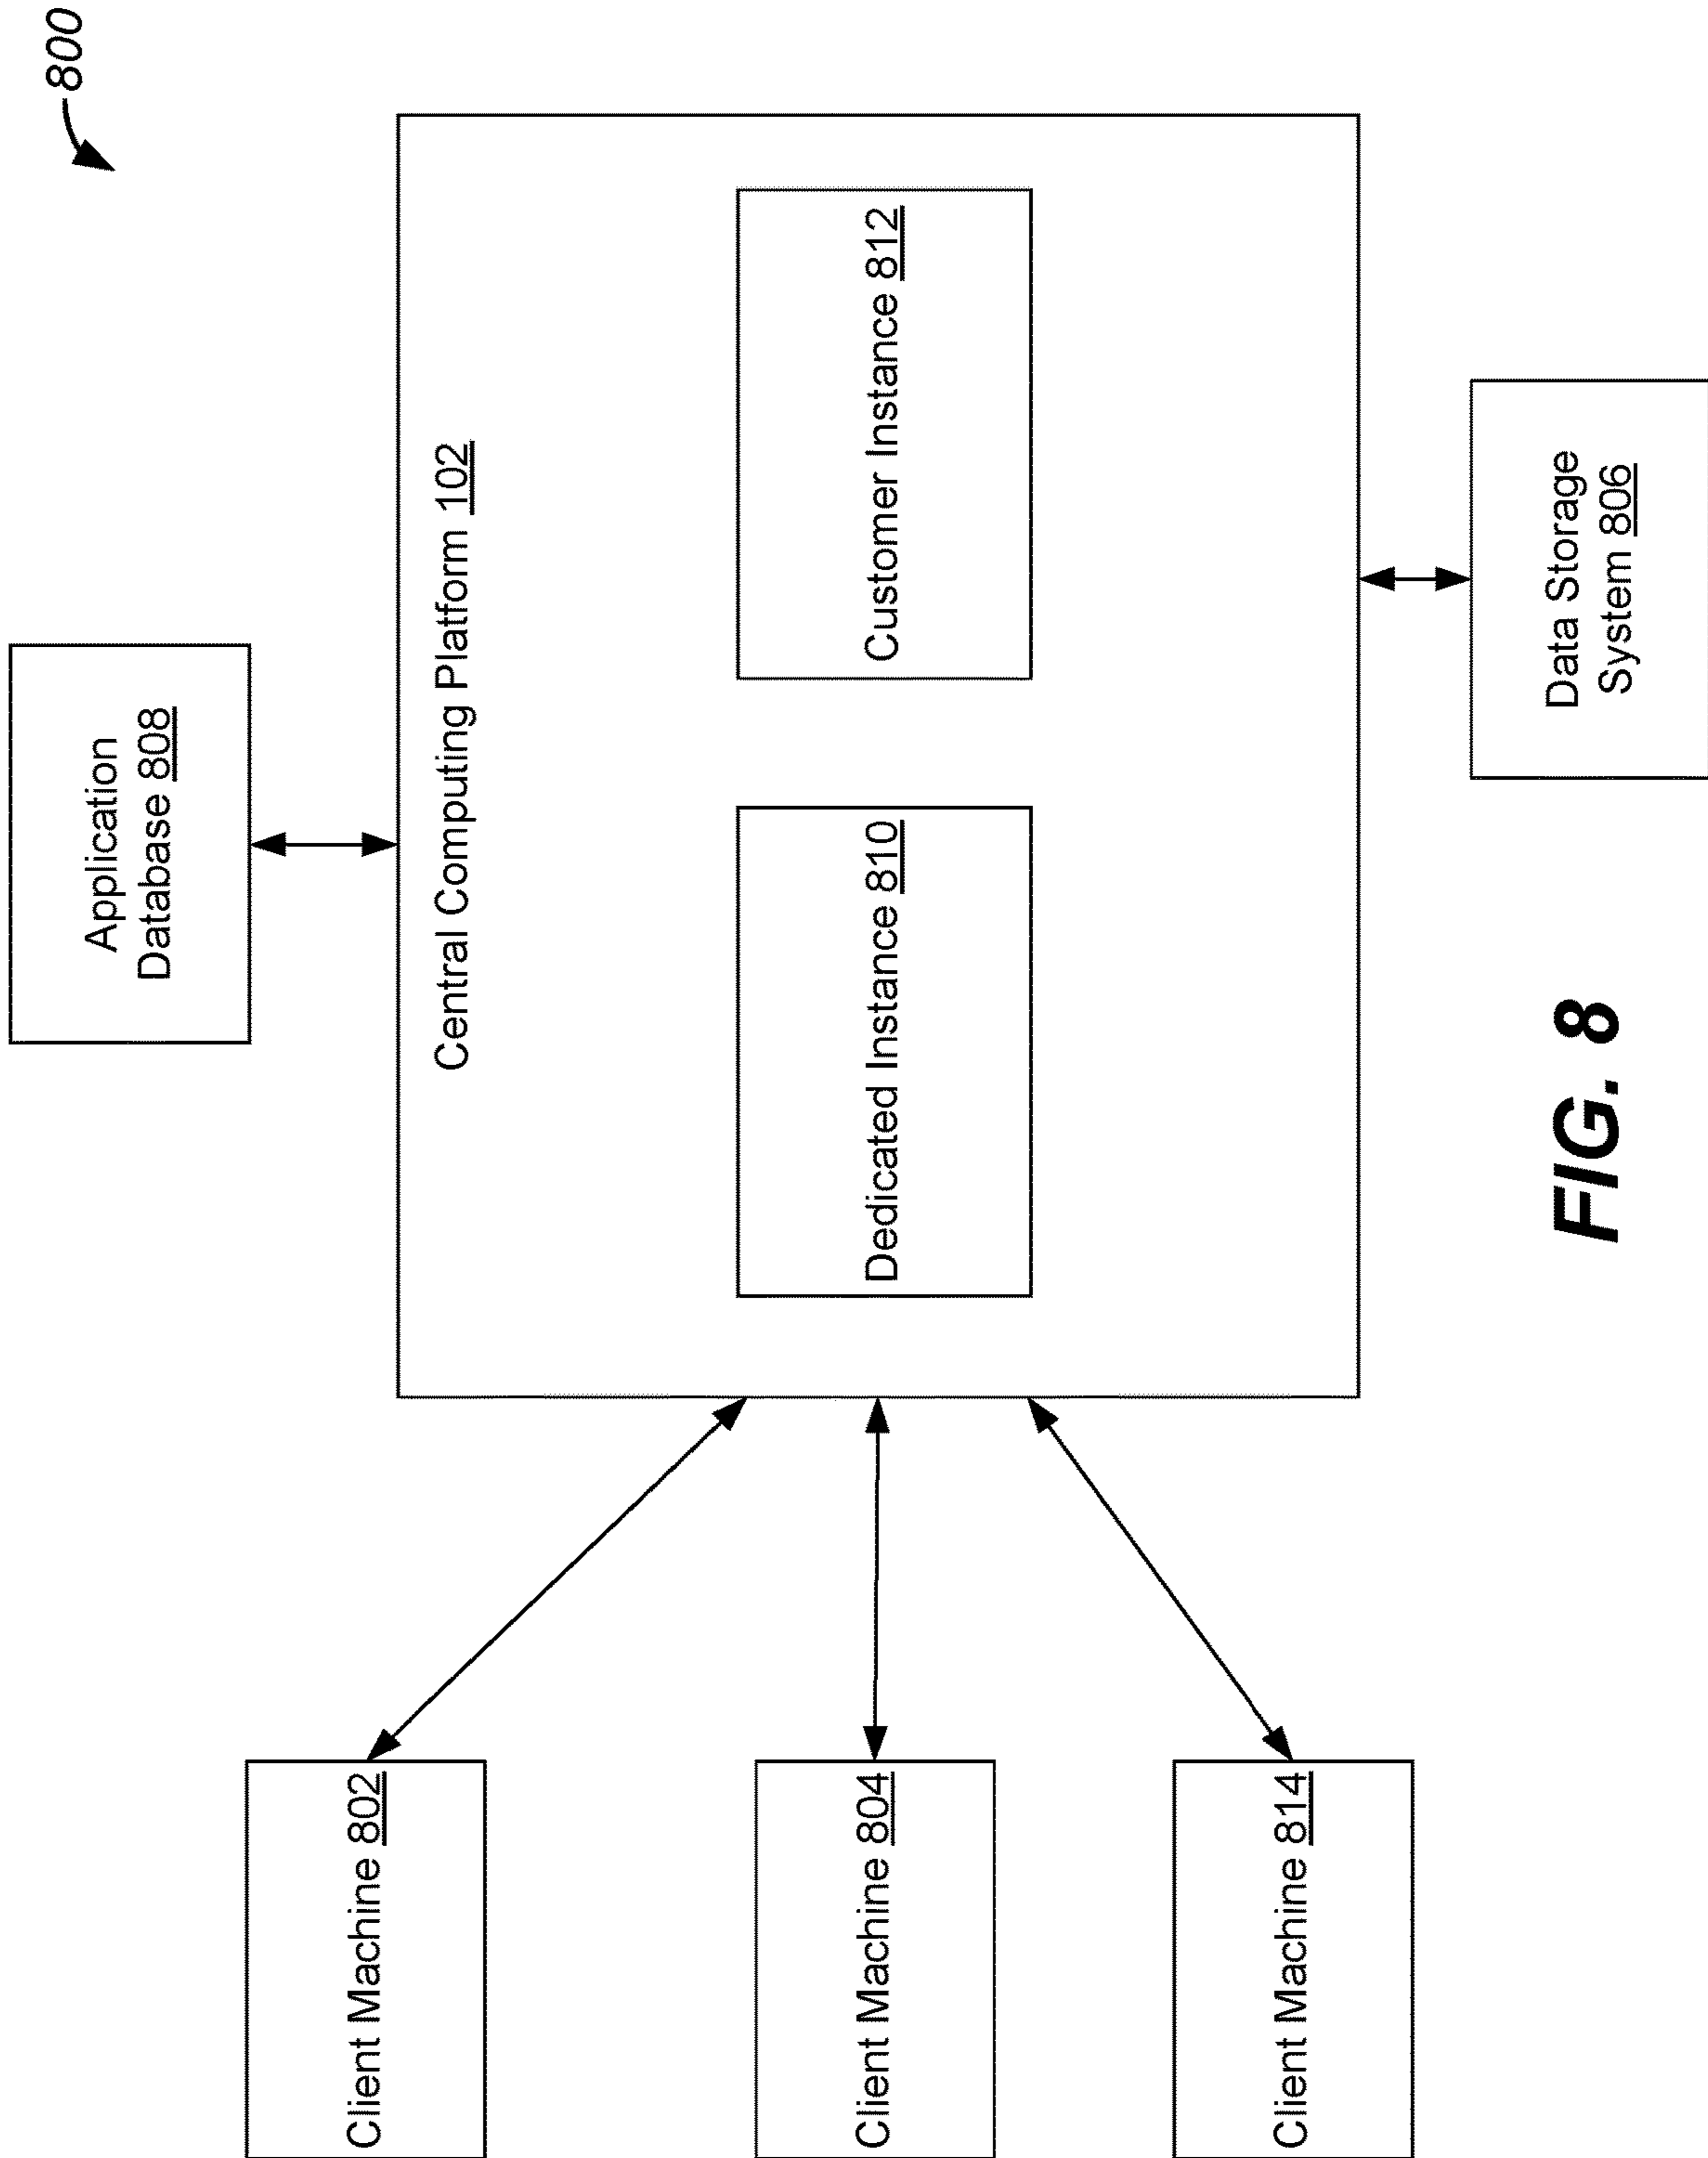 800
Application
Database 808
Central Computing Platform 102
Client Machine 802
Client Machine 804
Client Machine 814
Dedicated Instance 810
Customer Instance 812
Data Storage
System 806
FIG. 8